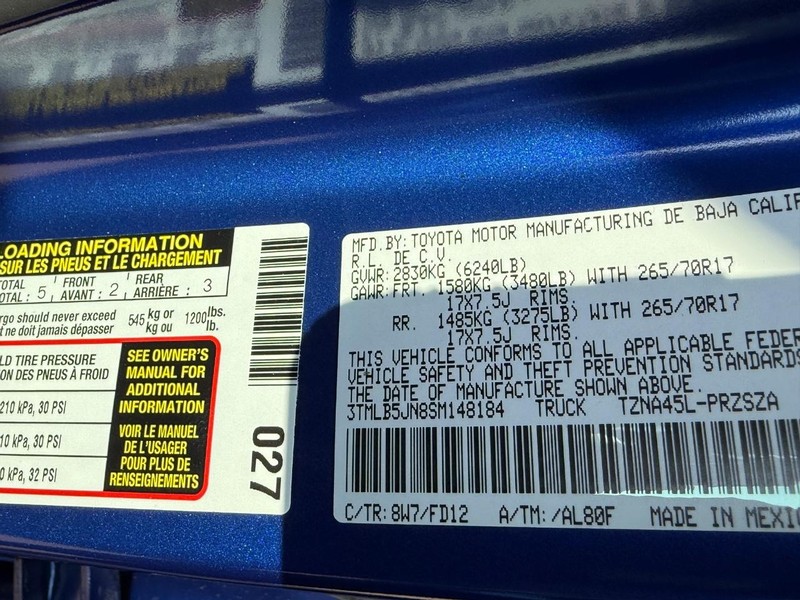 LOADING INFORMATION
SUR LES PNEUS ET LE CHARGEMENT
TOTAL FRONT REAR
TOTAL : 5 AVANT : 2 ARRIÈRE : 3
should never exceed 545 kg or 1200 lbs.
ne doit jamais dépasser kg ou lb.
TIRE PRESSURE
DES PNEUS À FROID
210 kPa, 30 PSI
kPa, 30 PSI
kPa, 32 PSI
SEE OWNER'S
MANUAL FOR
ADDITIONAL
INFORMATION
VOIR LE MANUEL
DE L'USAGER
POUR PLUS DE
RENSEIGNEMENTS
027
MFD.BY:TOYOTA MOTOR MANUFACTURING DE BAJA CALIF
R.L. DE C.V.
GVWR:2830KG (6240LB)
GAWR:FRT. 1580KG (3480LB) WITH 265/70R17
17X7.5J RIMS.
RR. 1485KG (3275LB) WITH 265/70R17
17X7.5J RIMS.
THIS VEHICLE CONFORMS TO ALL APPLICABLE FEDER
VEHICLE SAFETY AND THEFT PREVENTION STANDARDS
THE DATE OF MANUFACTURE SHOWN ABOVE.
3TMLB5JN8SM148184 TRUCK TZNA45L-PRZSZA
C/TR:8W7/FD12 A/TM:/AL80F MADE IN MEXIC